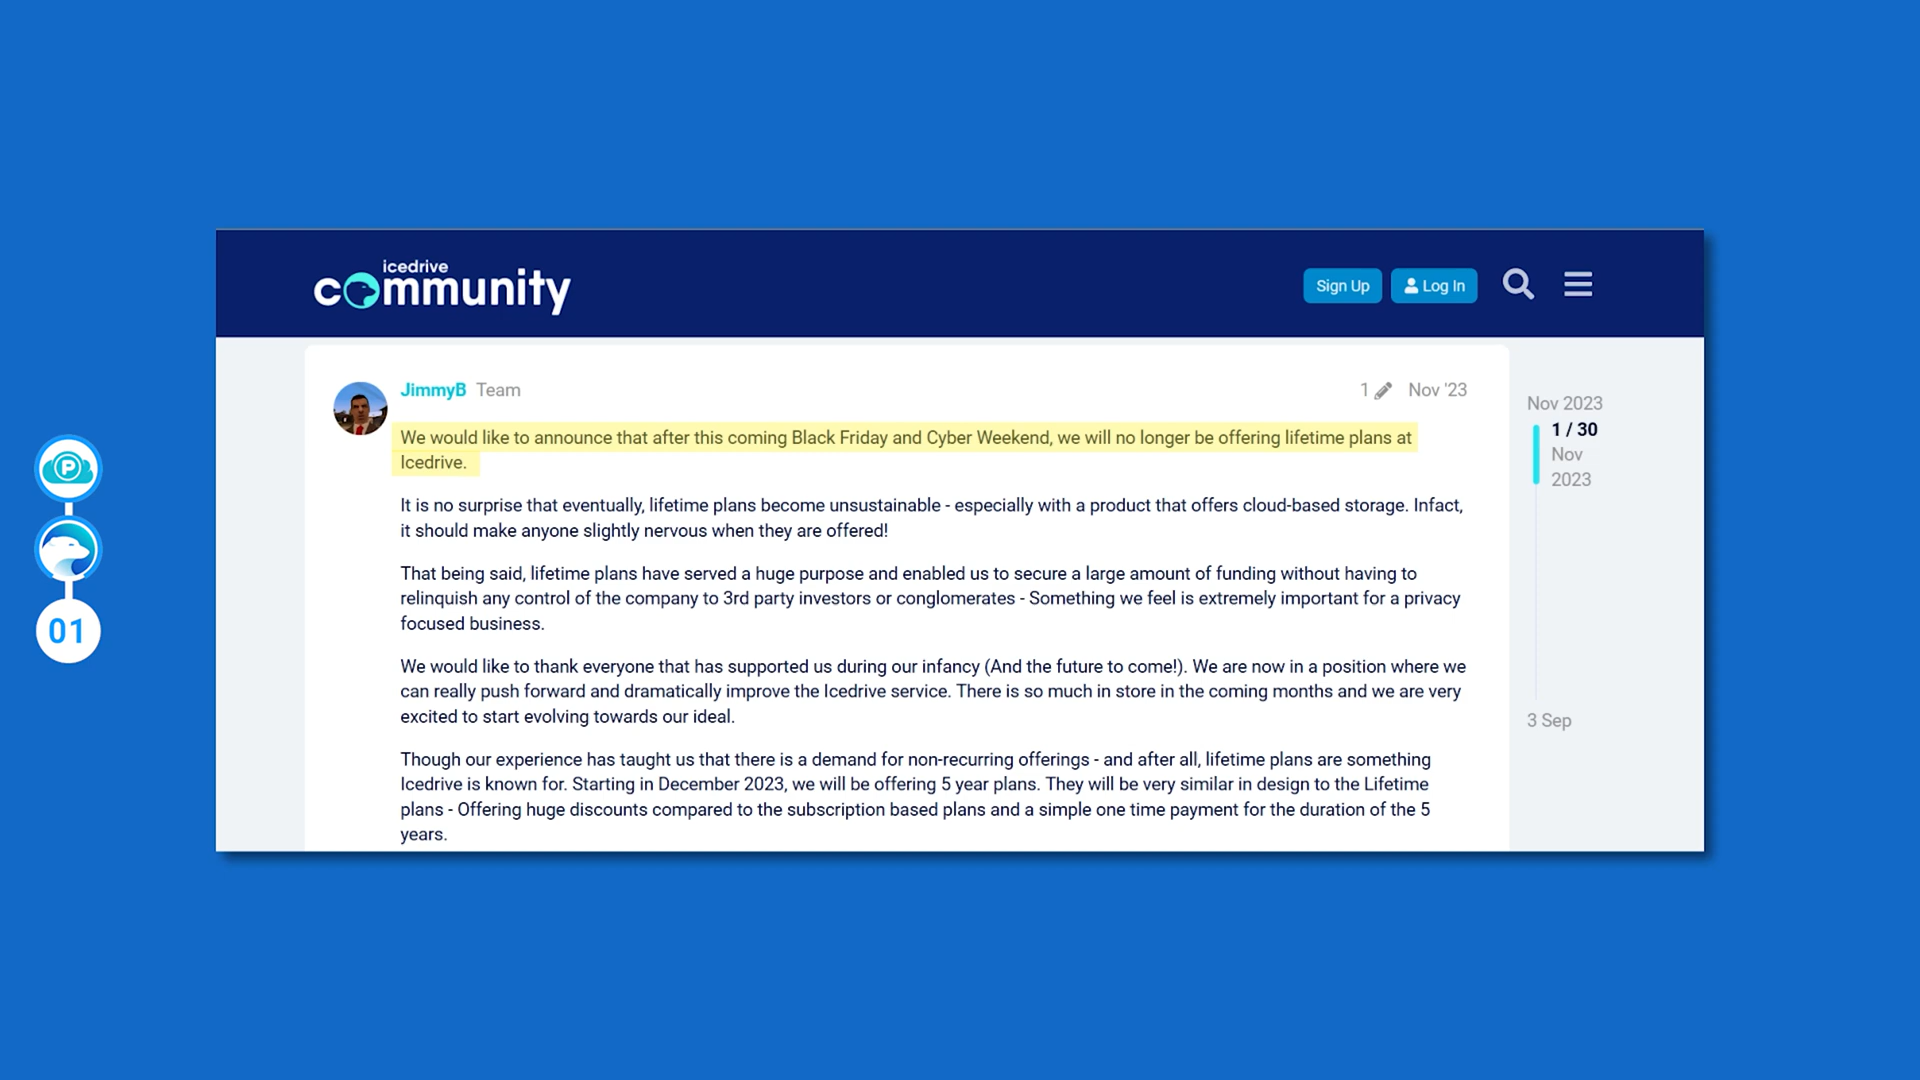 icedrive
community
Sign Up
Log In
JimmyB Team
1 Nov '23
We would like to announce that after this coming Black Friday and Cyber Weekend, we will no longer be offering lifetime plans at
Icedrive.
It is no surprise that eventually, lifetime plans become unsustainable - especially with a product that offers cloud-based storage. Infact,
it should make anyone slightly nervous when they are offered!
That being said, lifetime plans have served a huge purpose and enabled us to secure a large amount of funding without having to
relinquish any control of the company to 3rd party investors or conglomerates - Something we feel is extremely important for a privacy
focused business.
We would like to thank everyone that has supported us during our infancy (And the future to come!). We are now in a position where we
can really push forward and dramatically improve the Icedrive service. There is so much in store in the coming months and we are very
excited to start evolving towards our ideal.
Though our experience has taught us that there is a demand for non-recurring offerings - and after all, lifetime plans are something
Icedrive is known for. Starting in December 2023, we will be offering 5 year plans. They will be very similar in design to the Lifetime
plans - Offering huge discounts compared to the subscription based plans and a simple one time payment for the duration of the 5
years.
Nov 2023
1 / 30
Nov
2023
3 Sep
P
01